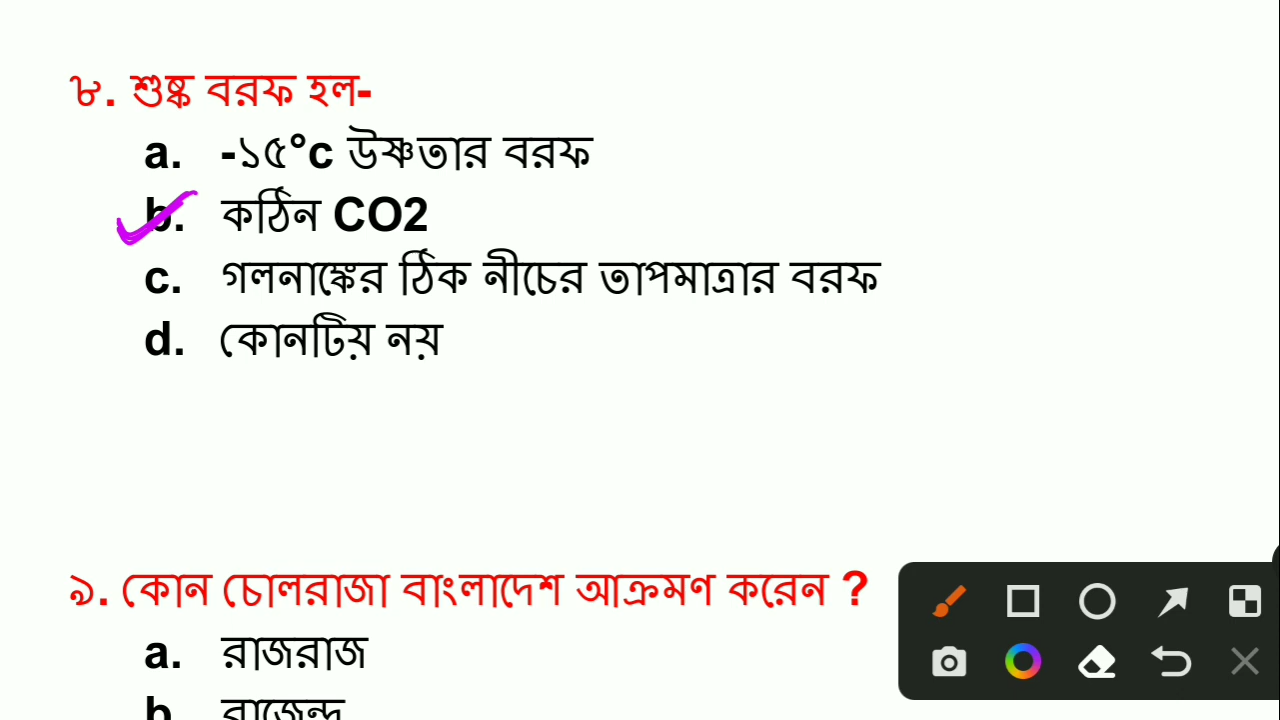 ৮. শুষ্ক বরফ হল-
a. -১৫°c উষ্ণতার বরফ
b. কঠিন CO2
c. গলনাঙ্কের ঠিক নীচের তাপমাত্রার বরফ
d. কোনটিয় নয়
৯. কোন চোলরাজা বাংলাদেশ আক্রমণ করেন ?
a. রাজরাজ
b. রাজেন্দ্র